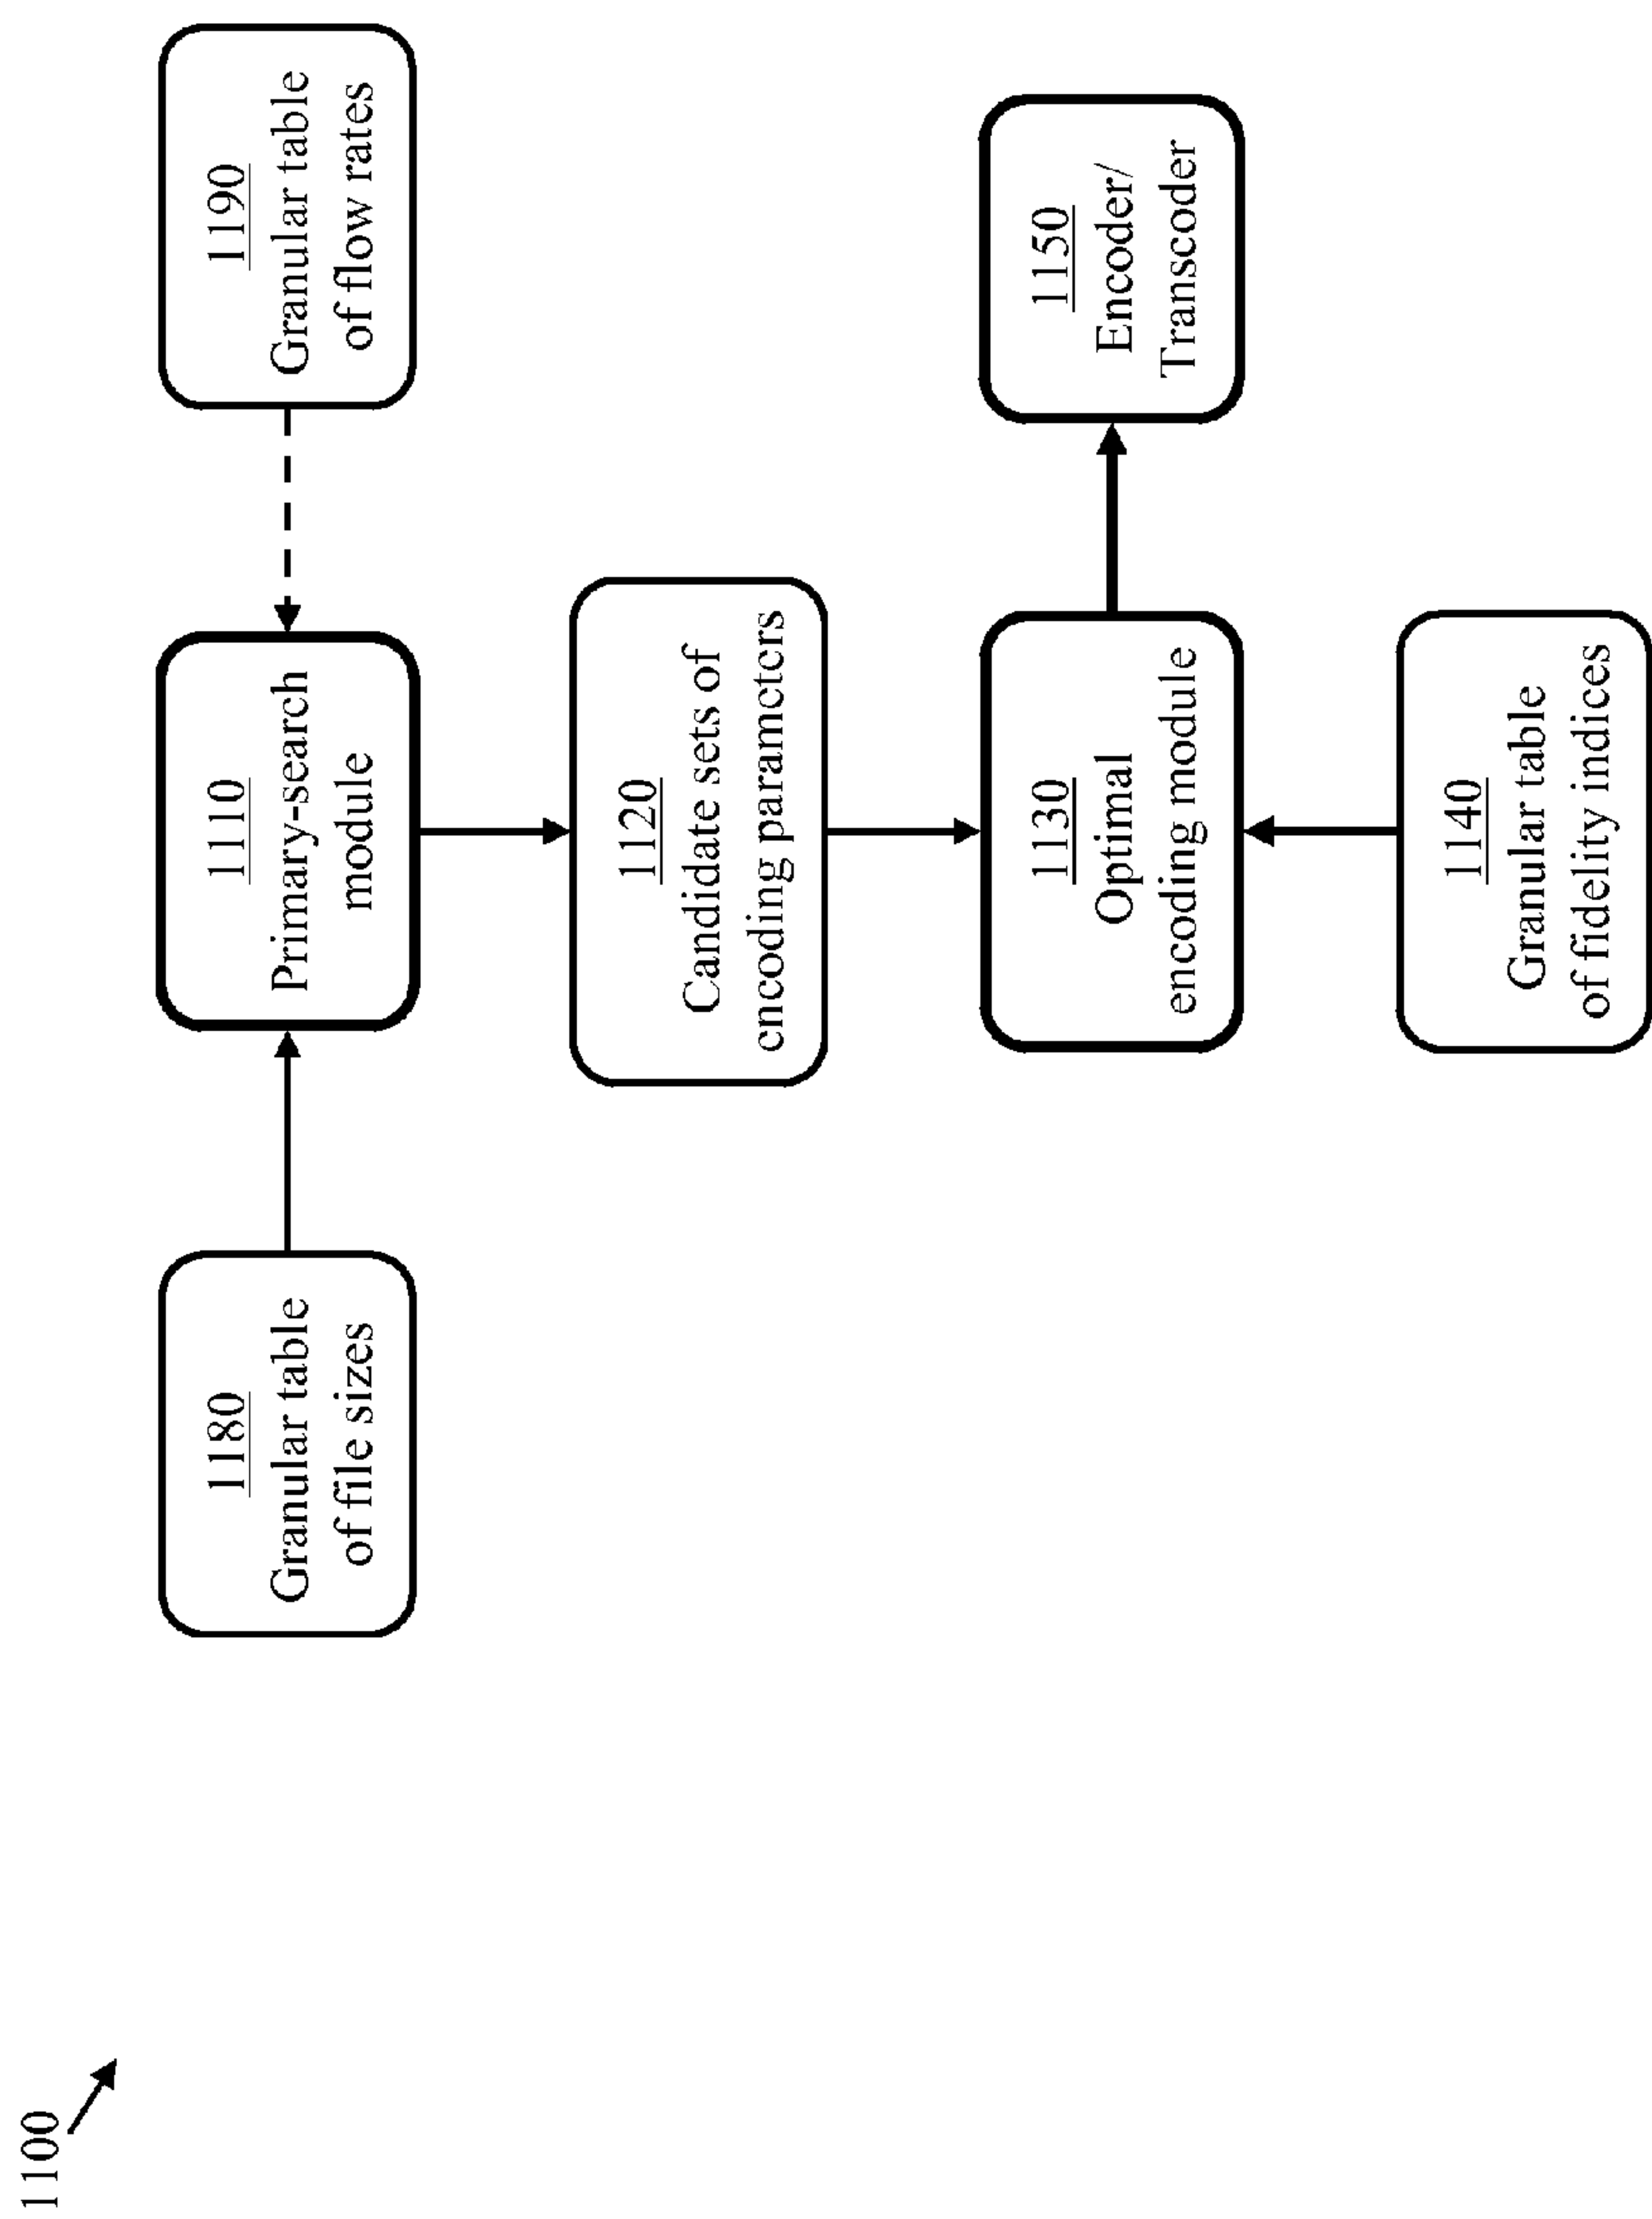 1100
1180
Granular table
of file sizes
1110
Primary-search
module
1190
Granular table
of flow rates
1120
Candidate sets of
encoding parameters
1130
Optimal
encoding module
1150
Encoder/
Transcoder
1140
Granular table
of fidelity indices